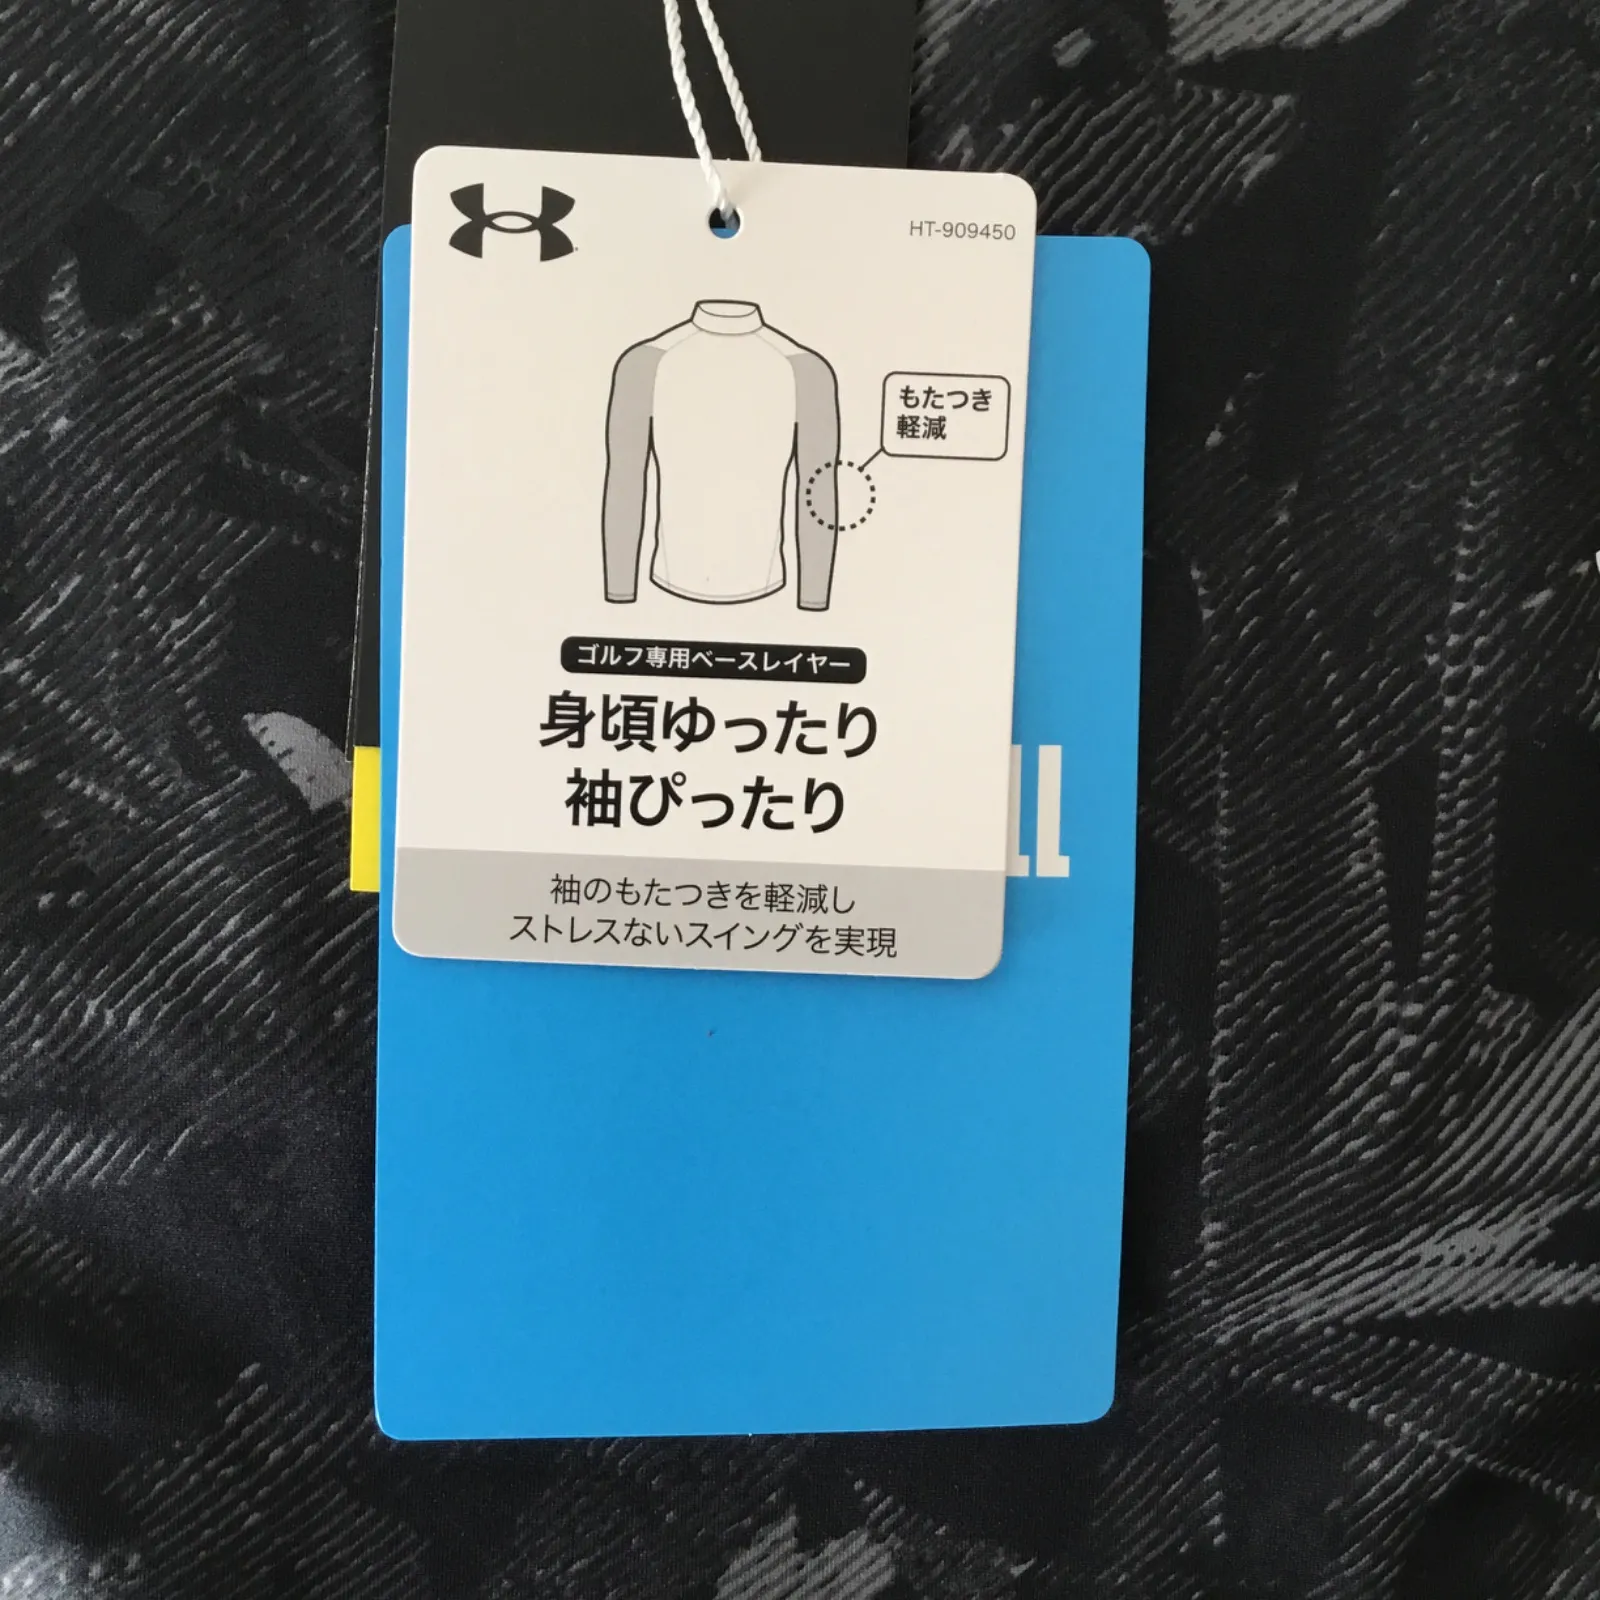 HT-909450
もたつき
軽減
ゴルフ専用ベースレイヤー
身頃ゆったり
袖ぴったり
袖のもたつきを軽減し
ストレスないスイングを実現